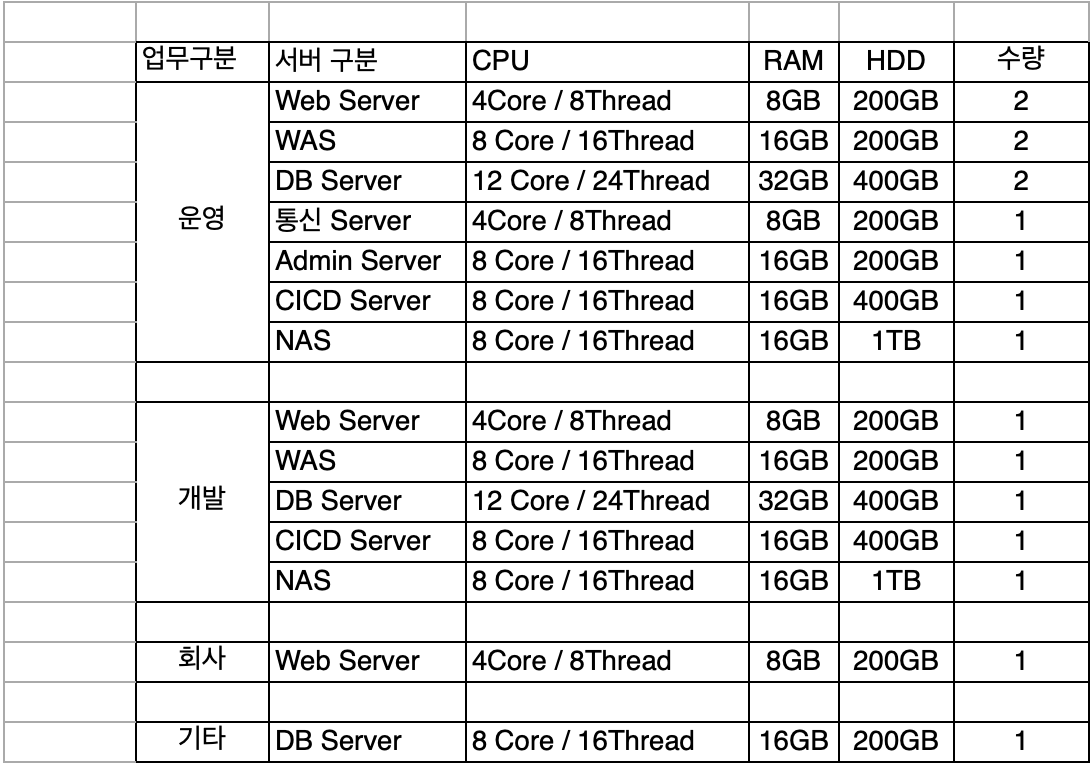 업무구분 서버 구분 CPU RAM HDD 수량
Web Server 4Core / 8Thread 8GB 200GB 2
WAS 8 Core / 16Thread 16GB 200GB 2
DB Server 12 Core / 24Thread 32GB 400GB 2
운영 통신 Server 4Core / 8Thread 8GB 200GB 1
Admin Server 8 Core / 16Thread 16GB 200GB 1
CICD Server 8 Core / 16Thread 16GB 400GB 1
NAS 8 Core / 16Thread 16GB 1TB 1
Web Server 4Core / 8Thread 8GB 200GB 1
WAS 8 Core / 16Thread 16GB 200GB 1
개발 DB Server 12 Core / 24Thread 32GB 400GB 1
CICD Server 8 Core / 16Thread 16GB 400GB 1
NAS 8 Core / 16Thread 16GB 1TB 1
회사 Web Server 4Core / 8Thread 8GB 200GB 1
기타 DB Server 8 Core / 16Thread 16GB 200GB 1